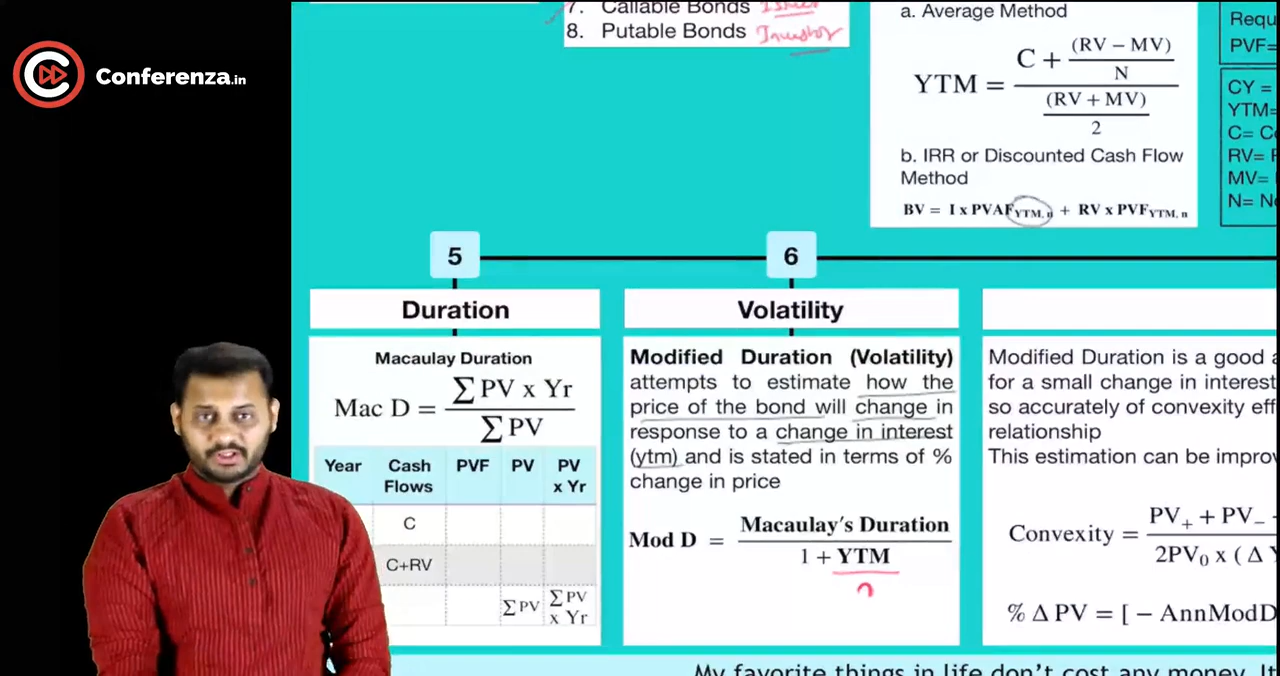 Conferenza.in
7. Callable Bonds Issuer
8. Putable Bonds Investor
a. Average Method
YTM = (C + (RV – MV) / N) / ((RV + MV) / 2)
b. IRR or Discounted Cash Flow
Method
BV = I x PVAF YTM, n + RV x PVF YTM, n
Requ
PVF=
CY =
YTM=
C= C
RV=
MV=
N= N
5
6
Duration
Macaulay Duration
Mac D = ∑ PV x Yr / ∑ PV
Year Cash Flows PVF PV PV x Yr
C
C+RV
∑PV ∑PV x Yr
Volatility
Modified Duration (Volatility)
attempts to estimate how the
price of the bond will change in
response to a change in interest
(ytm) and is stated in terms of %
change in price
Mod D = Macaulay's Duration / 1 + YTM
Modified Duration is a good
for a small change in interest
so accurately of convexity eff
relationship
This estimation can be improv
Convexity = PV₊ + PV₋ - / 2PV₀ x ( Δ
% Δ PV = [ – AnnModD
My favorite things in life don't cost any money. It